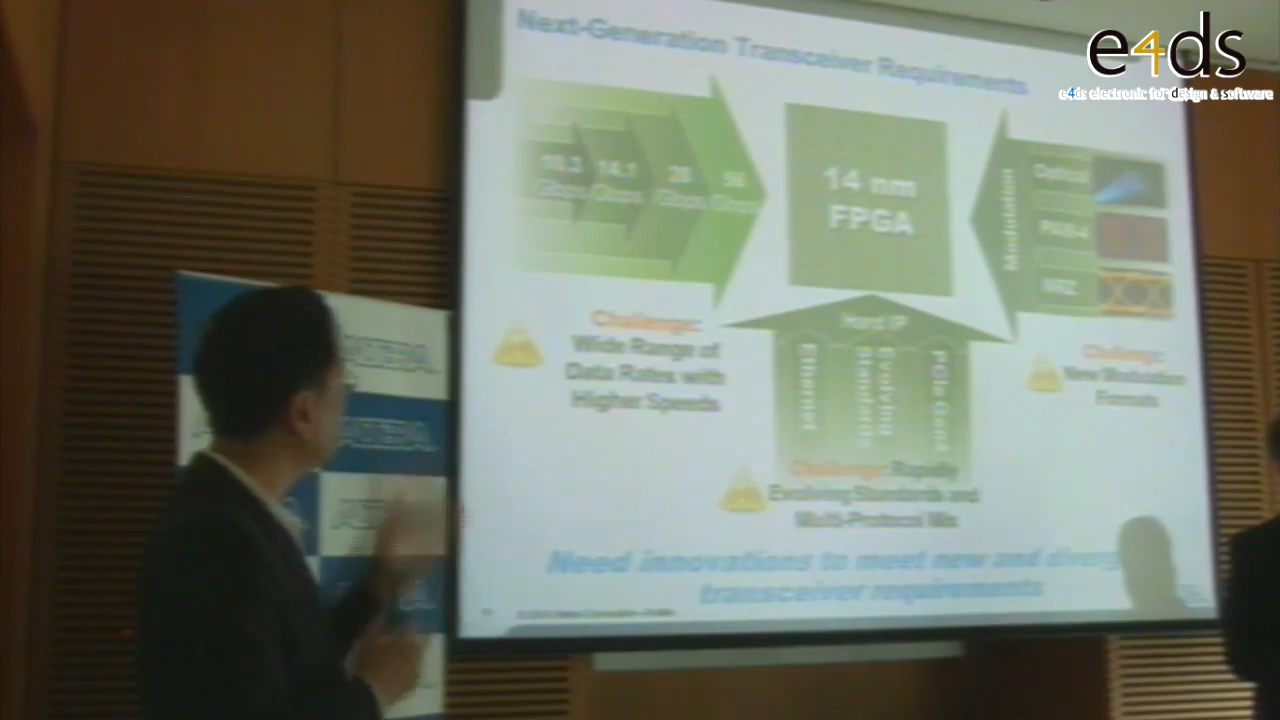 e4ds
e4ds electronic for design & software
Next-Generation Transceiver Requirements
10.3
Gbps
14.1
Gbps
28
Gbps
56
Gbps
14 nm
FPGA
Modulation
Optical
PAM-4
NRZ
Hard IP
Ethernet
Evolving
Standards
PCIe Gen4
Challenge:
Wide Range of
Data Rates with
Higher Speeds
Challenge:
New Modulation
Formats
Challenge: Rapidly
Evolving Standards and
Multi-Protocol Mix
Need innovations to meet new and diverg
transceiver requirements
ALTERA
ALTERA